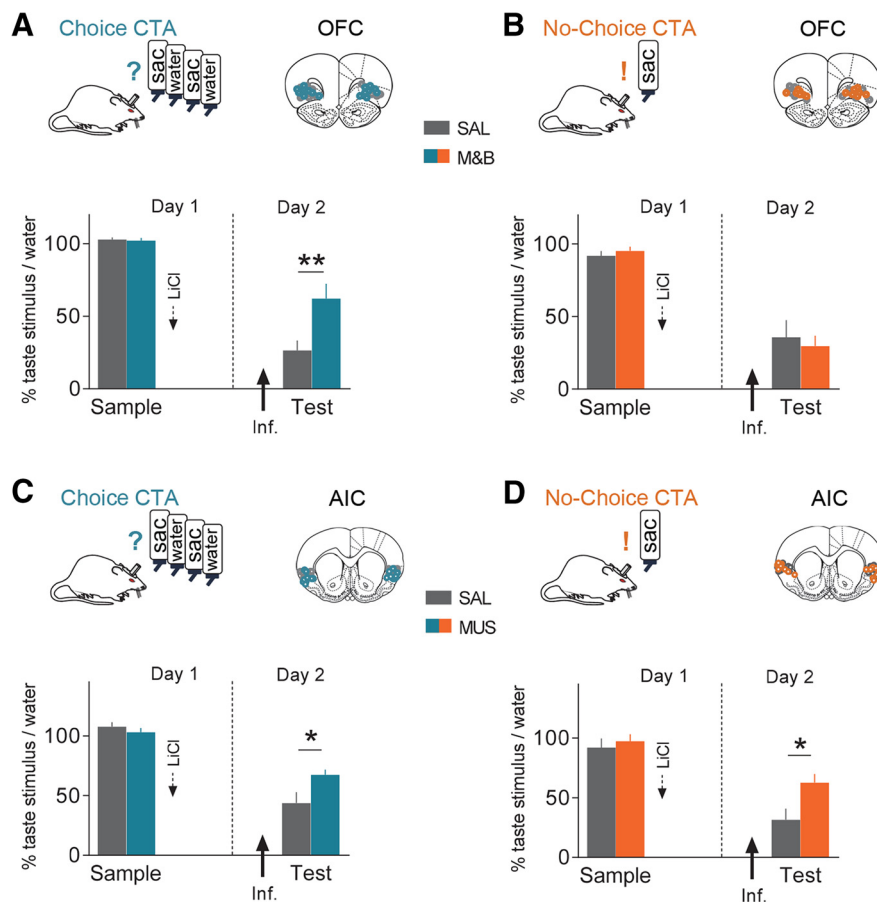 A
Choice CTA
?
sac
water
sac
water
OFC
B
No-Choice CTA
!
sac
OFC
SAL
M&B
% taste stimulus / water
100
50
0
Day 1
Day 2
LiCl
**
Sample
Inf.
Test
% taste stimulus / water
100
50
0
Day 1
Day 2
LiCl
Sample
Inf.
Test
C
Choice CTA
?
sac
water
sac
water
AIC
D
No-Choice CTA
!
sac
AIC
SAL
MUS
% taste stimulus / water
100
50
0
Day 1
Day 2
LiCl
*
Sample
Inf.
Test
% taste stimulus / water
100
50
0
Day 1
Day 2
LiCl
*
Sample
Inf.
Test